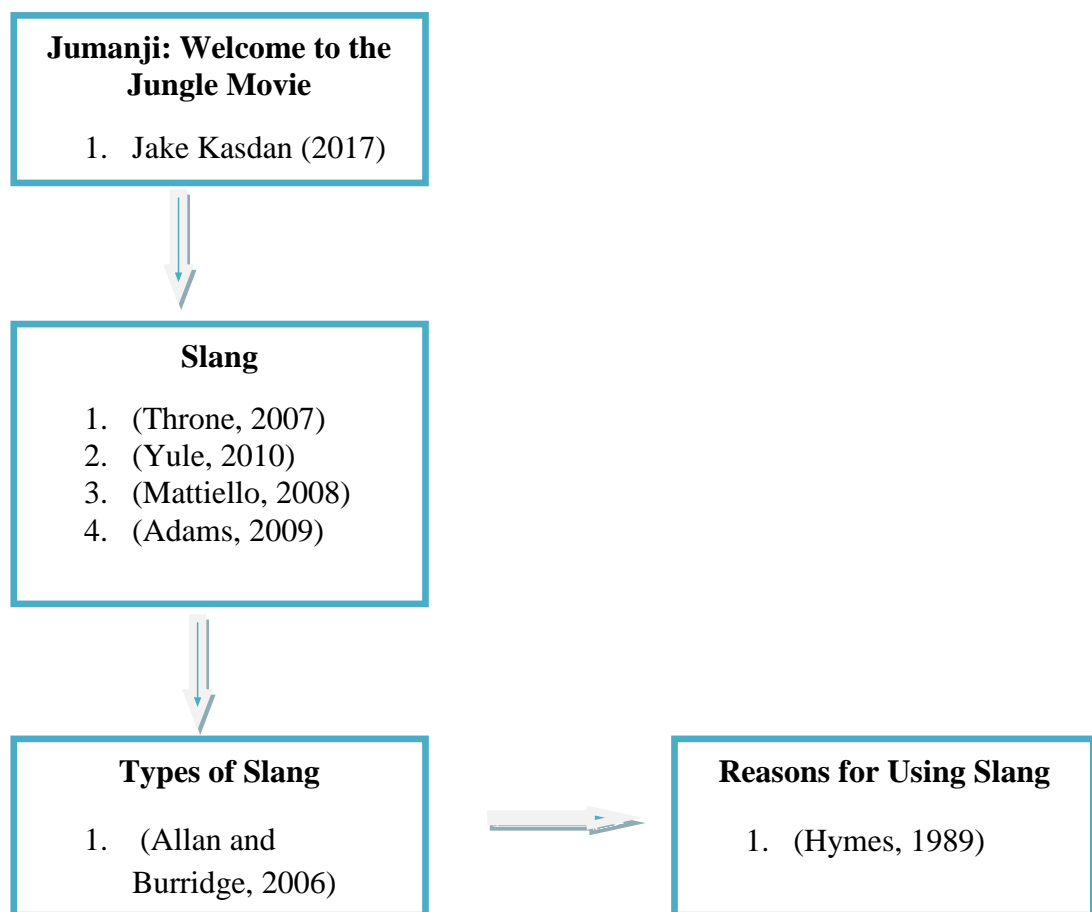 Jumanji: Welcome to the
Jungle Movie
1. Jake Kasdan (2017)
Slang
1. (Throne, 2007)
2. (Yule, 2010)
3. (Mattiello, 2008)
4. (Adams, 2009)
Types of Slang
1. (Allan and
Burridge, 2006)
Reasons for Using Slang
1. (Hymes, 1989)